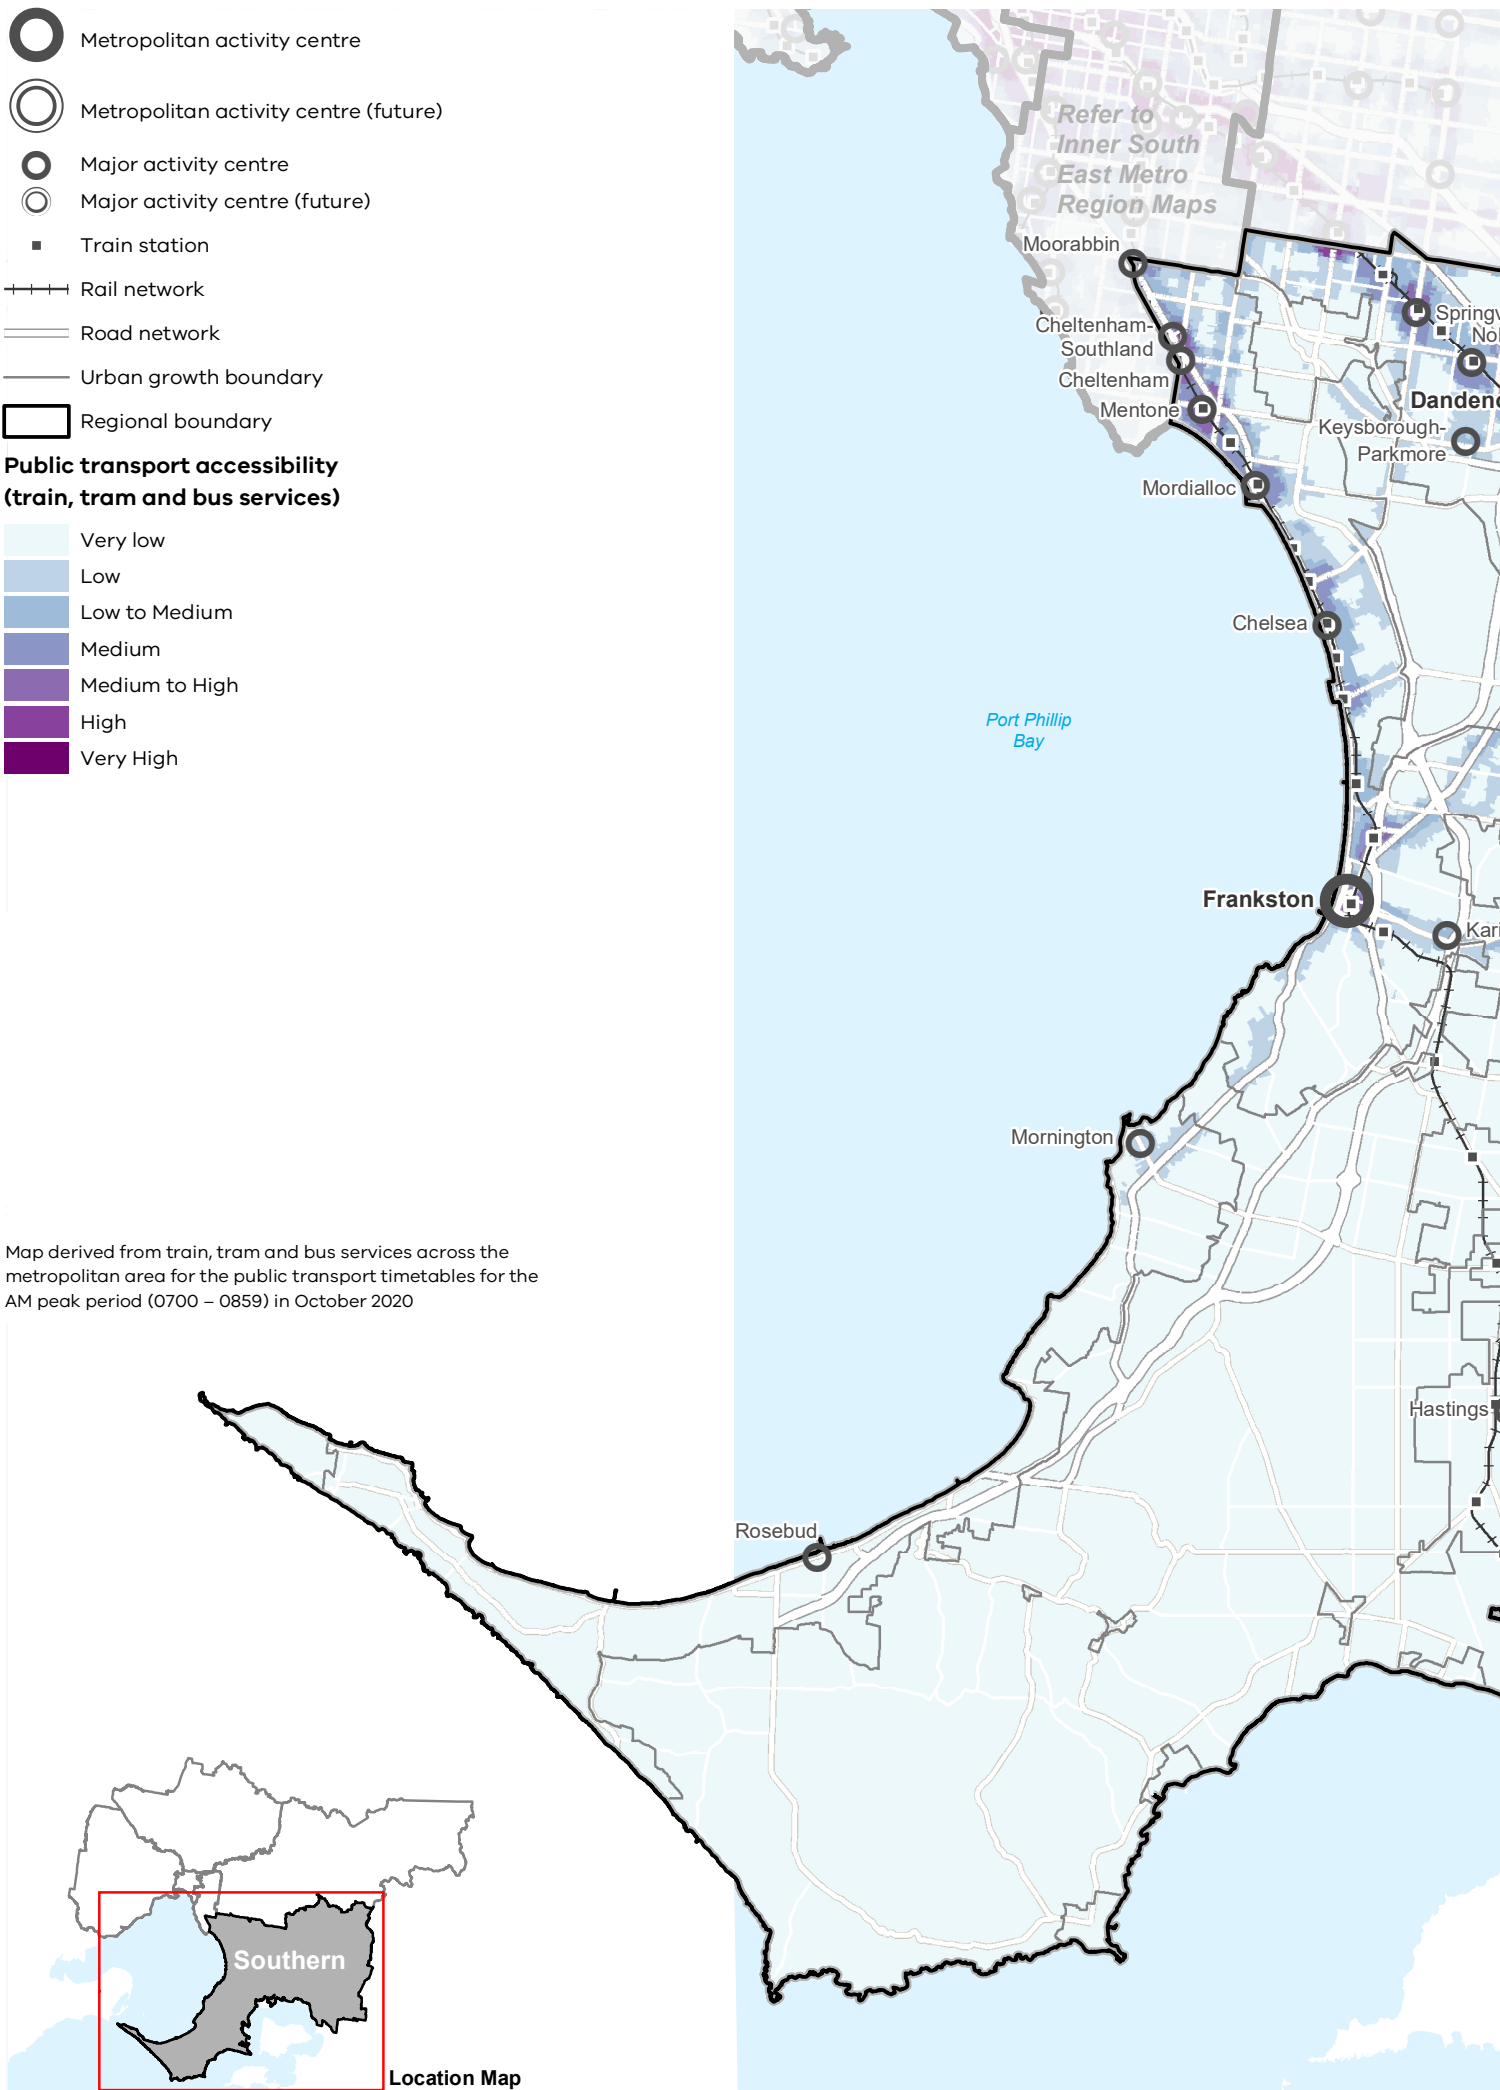 Metropolitan activity centre
Metropolitan activity centre (future)
Major activity centre
Major activity centre (future)
Train station
Rail network
Road network
Urban growth boundary
Regional boundary
Public transport accessibility
(train, tram and bus services)
Very low
Low
Low to Medium
Medium
Medium to High
High
Very High
Refer to
Inner South
East Metro
Region Maps
Moorabbin
Cheltenham-
Southland
Cheltenham
Mentone
Mordialloc
Springv
Nol
Dandeno
Keysborough-
Parkmore
Chelsea
Port Phillip
Bay
Frankston
Kari
Mornington
Hastings
Rosebud
Map derived from train, tram and bus services across the
metropolitan area for the public transport timetables for the
AM peak period (0700 – 0859) in October 2020
Southern
Location Map